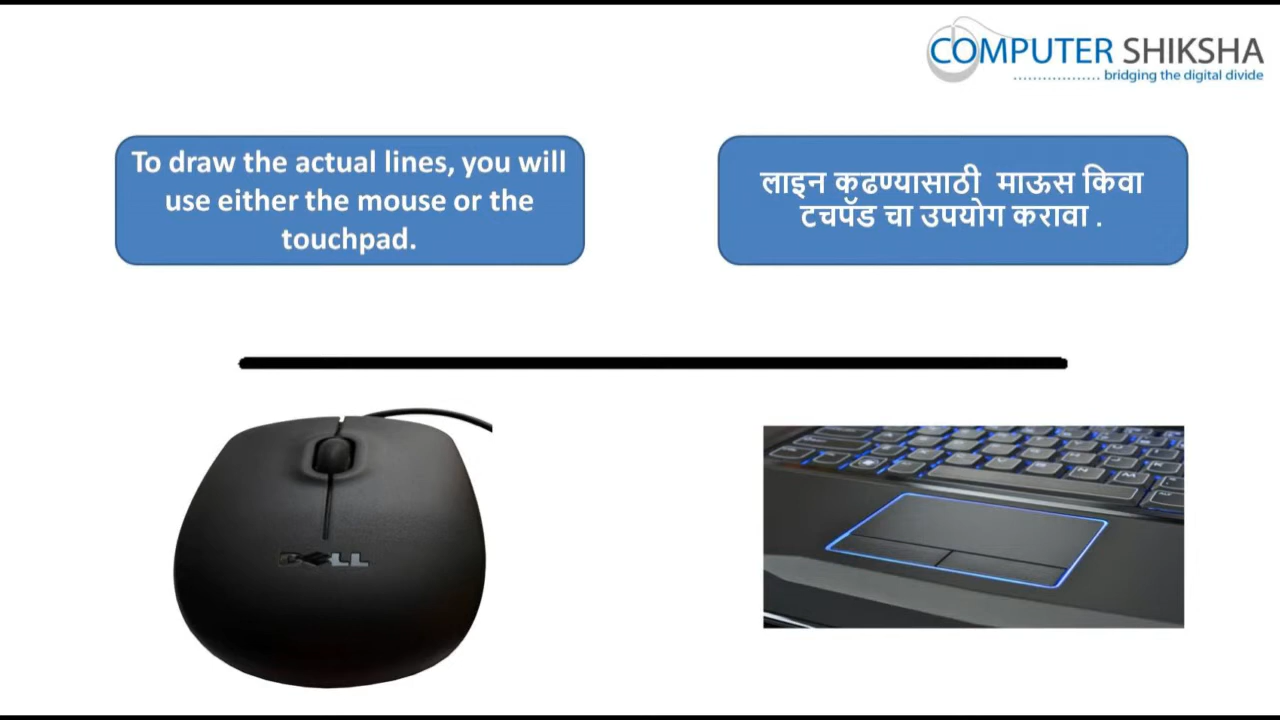 COMPUTER SHIKSHA
bridging the digital divide
To draw the actual lines, you will
use either the mouse or the
touchpad.
लाइन कढण्यासाठी माऊस किवा
टचपॅड चा उपयोग करावा .
DELL